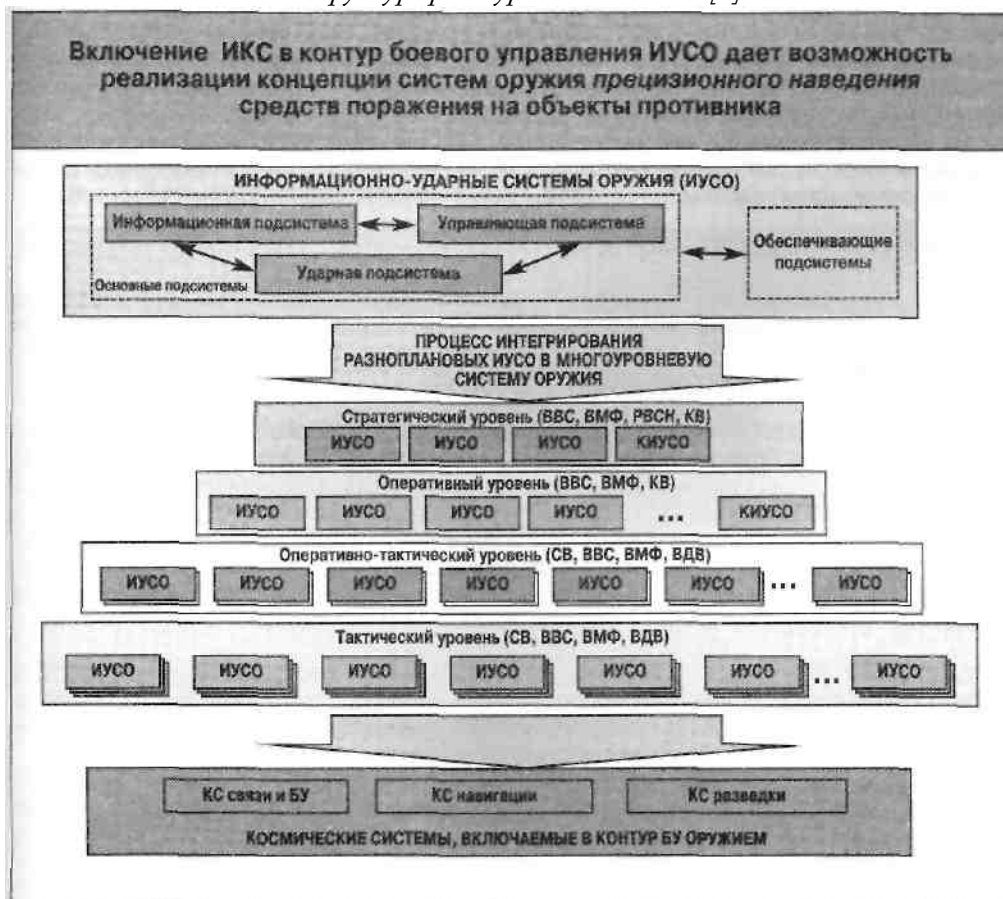 Включение ИКС в контур боевого управления ИУСО дает возможность
реализации концепции систем оружия прецизионного наведения
средств поражения на объекты противника
ИНФОРМАЦИОННО-УДАРНЫЕ СИСТЕМЫ ОРУЖИЯ (ИУСО)
Информационная подсистема
Управляющая подсистема
Ударная подсистема
Основные подсистемы
Обеспечивающие
подсистемы
ПРОЦЕСС ИНТЕГРИРОВАНИЯ
РАЗНОПЛАНОВЫХ ИУСО В МНОГОУРОВНЕВУЮ
СИСТЕМУ ОРУЖИЯ
Стратегический уровень (ВВС, ВМФ, РВСН, КВ)
ИУСО ИУСО ИУСО КИУСО
Оперативный уровень (ВВС, ВМФ, КВ)
ИУСО ИУСО ИУСО ИУСО ... КИУСО
Оперативно-тактический уровень (СВ, ВВС, ВМФ, ВДВ)
ИУСО ИУСО ИУСО ИУСО ИУСО ИУСО ... ИУСО
Тактический уровень (СВ, ВВС, ВМФ, ВДВ)
ИУСО ИУСО ИУСО ИУСО ИУСО ИУСО ... ИУСО
КС связи и БУ КС навигации КС разведки
КОСМИЧЕСКИЕ СИСТЕМЫ, ВКЛЮЧАЕМЫЕ В КОНТУР БУ ОРУЖИЕМ